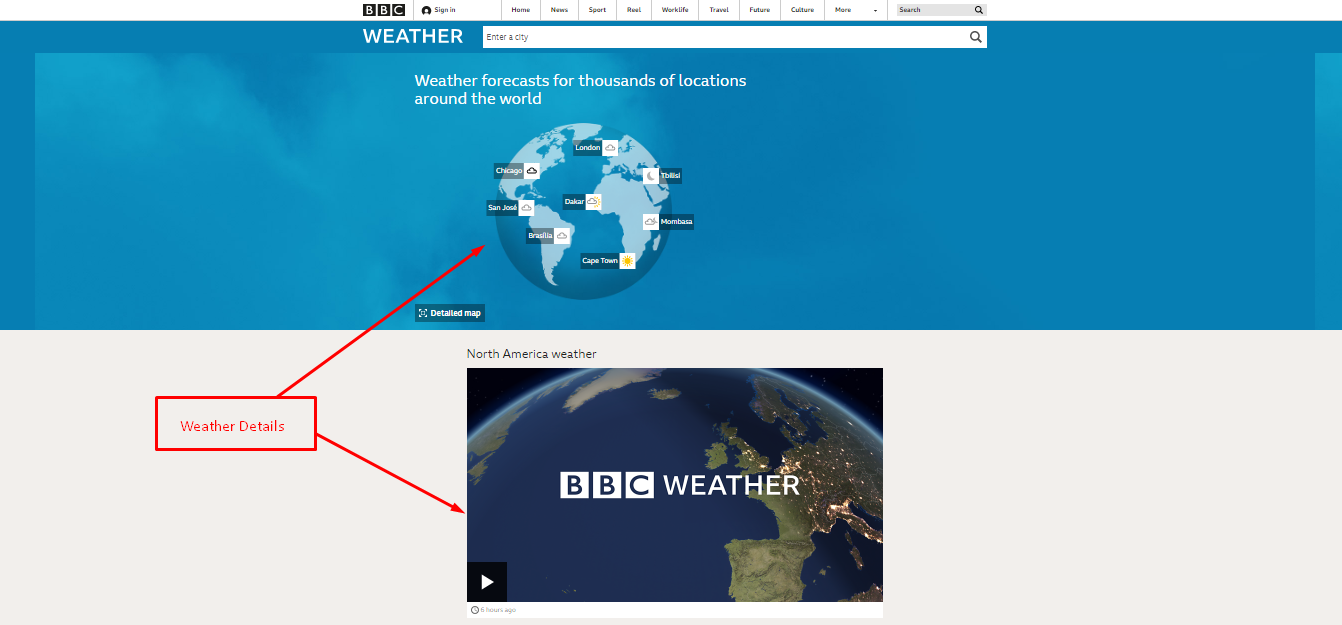 BBC Sign in Home News Sport Reel Worklife Travel Future Culture More Search
WEATHER Enter a city
Weather forecasts for thousands of locations
around the world
London
Chicago
Tbilisi
Dakar
San José
Mombasa
Brasília
Cape Town
Detailed map
North America weather
Weather Details
BBC WEATHER
6 hours ago